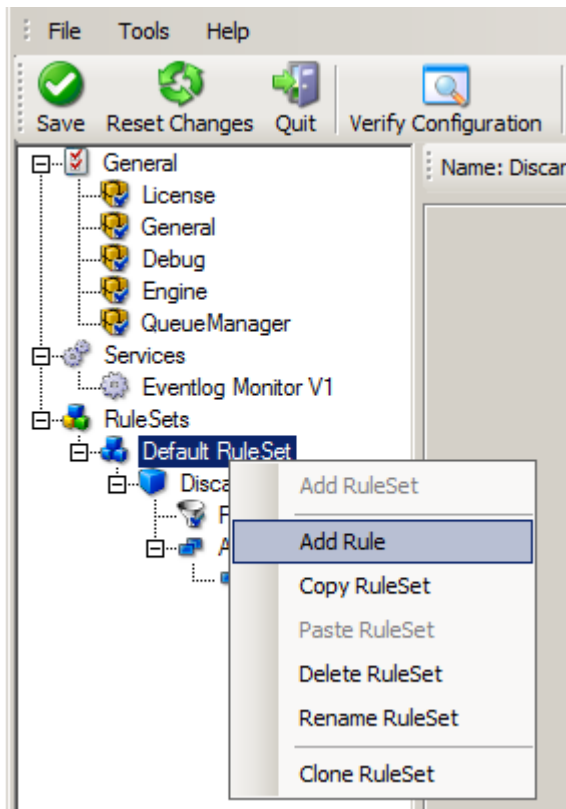 File Tools Help
Save Reset Changes Quit Verify Configuration
General
Name:
License
General
Debug
Engine
QueueManager
Services
Eventlog Monitor V1
RuleSets
Default RuleSet
Add RuleSet
Add Rule
Copy RuleSet
Paste RuleSet
Delete RuleSet
Rename RuleSet
Clone RuleSet